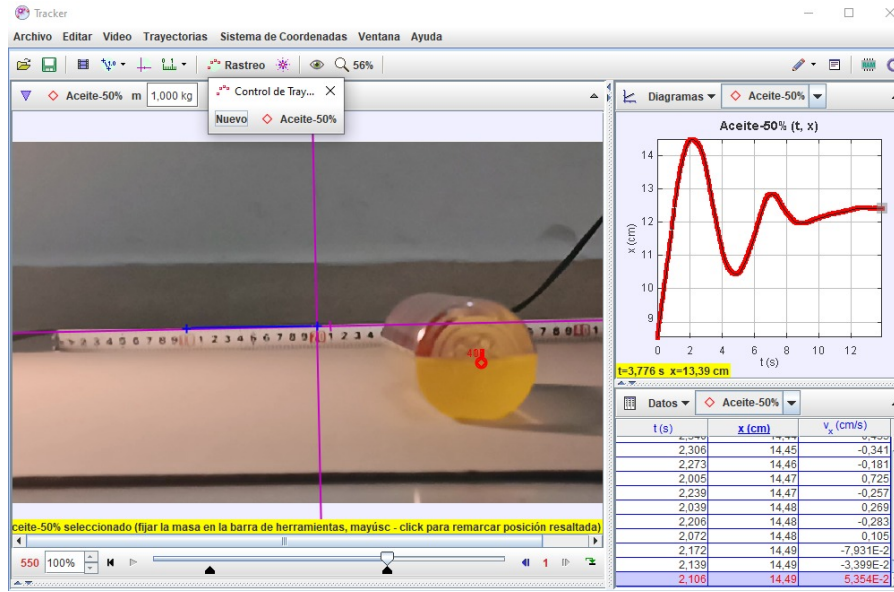 Tracker
Archivo Editar Video Trayectorias Sistema de Coordenadas Ventana Ayuda
Rastreo 56%
Aceite-50% m 1,000 kg
Control de Tray...
Nuevo Aceite-50%
Diagramas Aceite-50%
Aceite-50% (t, x)
x (cm)
14
13
12
11
10
9
0 2 4 6 8 10 12
t (s)
t=3,776 s x=13,39 cm
Datos Aceite-50%
t (s) x (cm) vx (cm/s)
2,306 14,45 -0,341
2,273 14,46 -0,181
2,005 14,47 0,725
2,239 14,47 -0,257
2,039 14,48 0,269
2,206 14,48 -0,283
2,072 14,48 0,105
2,172 14,49 -7,931E-2
2,139 14,49 -3,399E-2
2,106 14,49 5,354E-2
ceite-50% seleccionado (fijar la masa en la barra de herramientas, mayúsc - click para remarcar posición resaltada)
550 100% 1